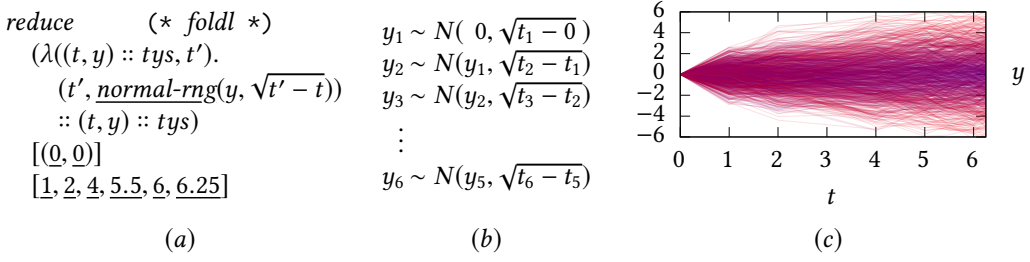 reduce (* foldl *)
(λ((t, y) :: tys, t′).
(t′, normal-rng(y, √t′ − t))
:: (t, y) :: tys)
[(0, 0)]
[1, 2, 4, 5.5, 6, 6.25]
(a)
y₁ ~ N( 0, √t₁ − 0 )
y₂ ~ N(y₁, √t₂ − t₁)
y₃ ~ N(y₂, √t₃ − t₂)
⋮
y₆ ~ N(y₅, √t₆ − t₅)
(b)
6
4
2
0
−2
−4
−6
0 1 2 3 4 5 6
y
t
(c)